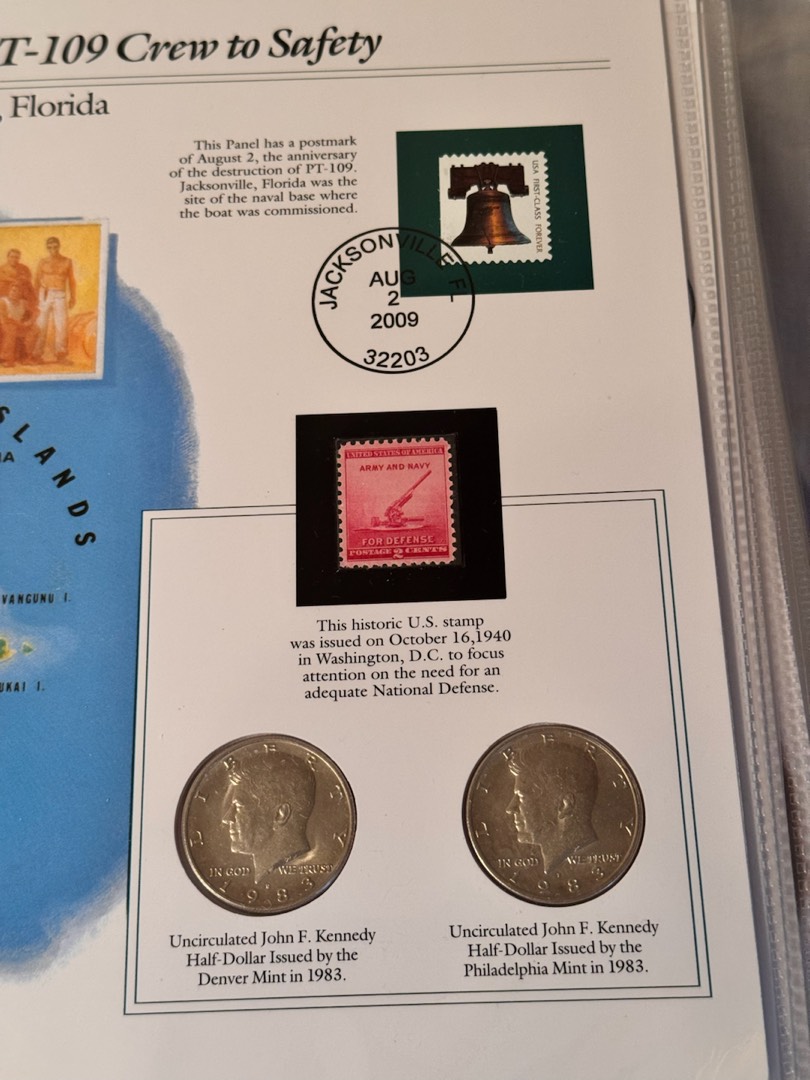 T-109 Crew to Safety
, Florida
This Panel has a postmark
of August 2, the anniversary
of the destruction of PT-109.
Jacksonville, Florida was the
site of the naval base where
the boat was commissioned.
USA FIRST-CLASS FOREVER
JACKSONVILLE FL
AUG
2
2009
32203
SLANDS
IA
VANGUNU I.
UKAI I.
UNITED STATES OF AMERICA
ARMY AND NAVY
FOR DEFENSE
POSTAGE 2 CENTS
This historic U.S. stamp
was issued on October 16,1940
in Washington, D.C. to focus
attention on the need for an
adequate National Defense.
LIBERTY
IN GOD WE TRUST
1983
Uncirculated John F. Kennedy
Half-Dollar Issued by the
Denver Mint in 1983.
LIBERTY
IN GOD WE TRUST
1983
Uncirculated John F. Kennedy
Half-Dollar Issued by the
Philadelphia Mint in 1983.